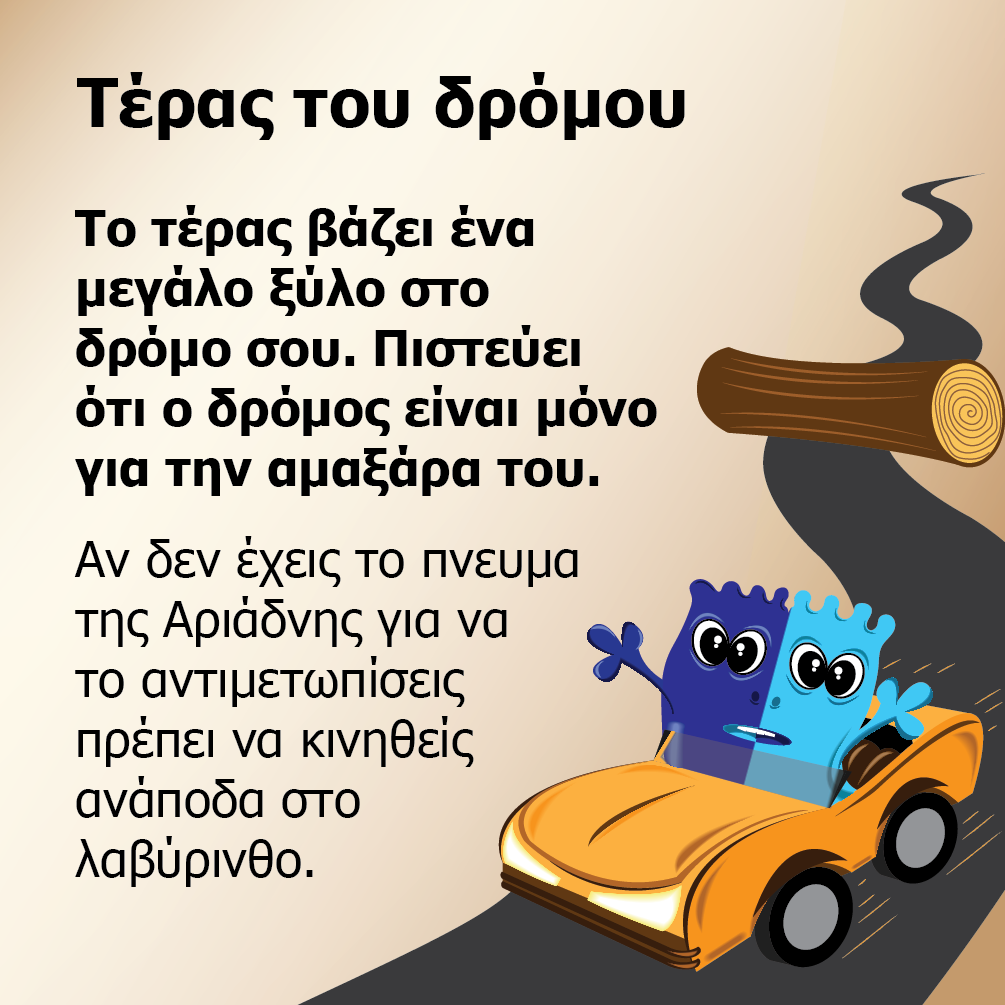 Τέρας του δρόμου
Το τέρας βάζει ένα
μεγάλο ξύλο στο
δρόμο σου. Πιστεύει
ότι ο δρόμος είναι μόνο
για την αμαξάρα του.
Αν δεν έχεις το πνευμα
της Αριάδνης για να
το αντιμετωπίσεις
πρέπει να κινηθείς
ανάποδα στο
λαβύρινθο.